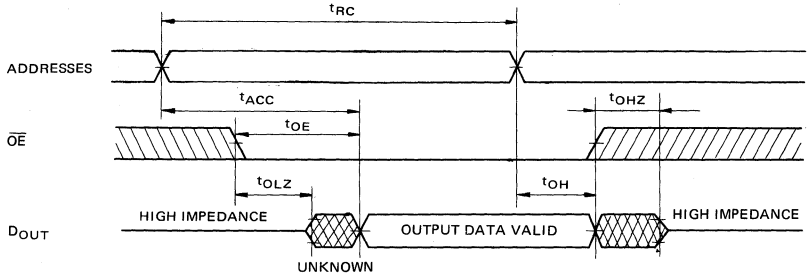 tRC
ADDRESSES
tACC
tOHZ
tOE
OE
tOLZ
tOH
HIGH IMPEDANCE
HIGH IMPEDANCE
DOUT
OUTPUT DATA VALID
UNKNOWN